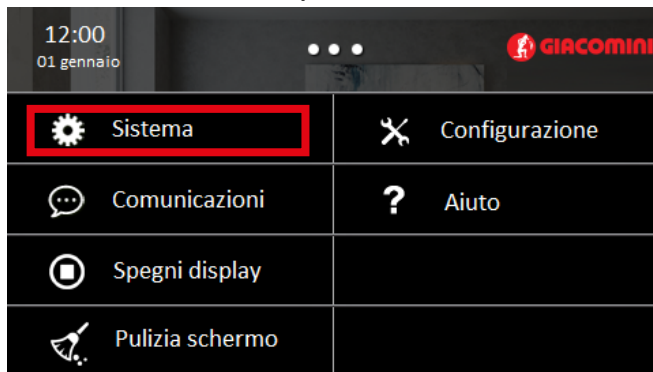 12:00
01 gennaio
GIACOMINI
Sistema
Configurazione
Comunicazioni
? Aiuto
Spegni display
Pulizia schermo